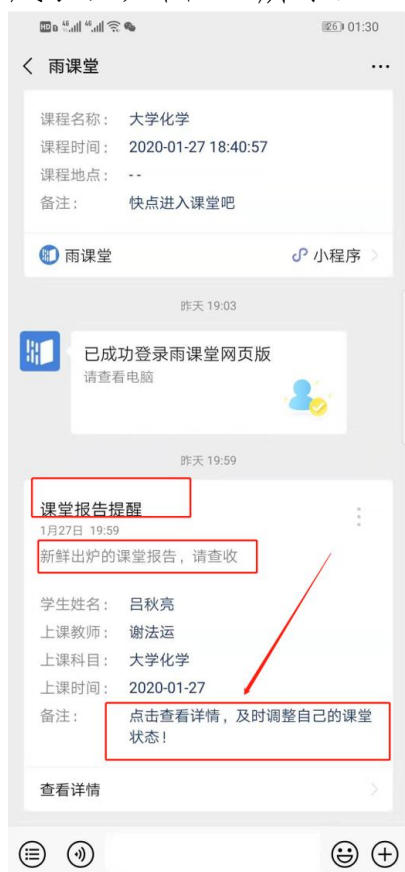 HD 46 46 26 01:30
雨课堂
课程名称: 大学化学
课程时间: 2020-01-27 18:40:57
课程地点: --
备注: 快点进入课堂吧
雨课堂 小程序
昨天 19:03
已成功登录雨课堂网页版
请查看电脑
昨天 19:59
课堂报告提醒
1月27日 19:59
新鲜出炉的课堂报告，请查收
学生姓名: 吕秋亮
上课教师: 谢法运
上课科目: 大学化学
上课时间: 2020-01-27
备注: 点击查看详情，及时调整自己的课堂
状态！
查看详情